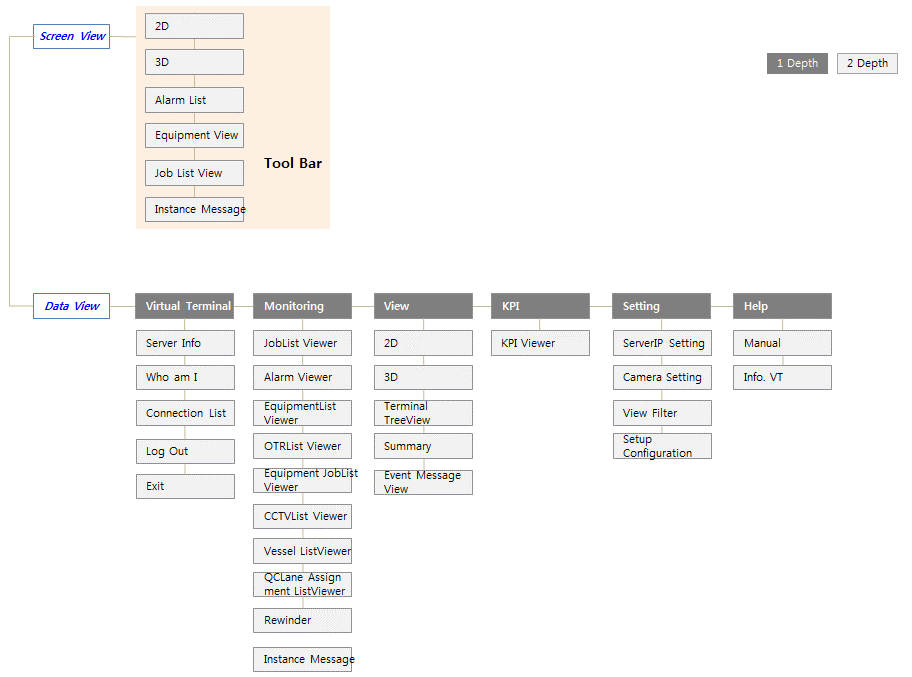 Screen View
2D
3D
Alarm List
Equipment View
Job List View
Instance Message
Tool Bar
1 Depth
2 Depth
Data View
Virtual Terminal
Server Info
Who am I
Connection List
Log Out
Exit
Monitoring
JobList Viewer
Alarm Viewer
EquipmentList
Viewer
OTRList Viewer
Equipment JobList
Viewer
CCTVList Viewer
Vessel ListViewer
QCLane Assign
ment ListViewer
Rewinder
Instance Message
View
2D
3D
Terminal
TreeView
Summary
Event Message
View
KPI
KPI Viewer
Setting
ServerIP Setting
Camera Setting
View Filter
Setup
Configuration
Help
Manual
Info. VT